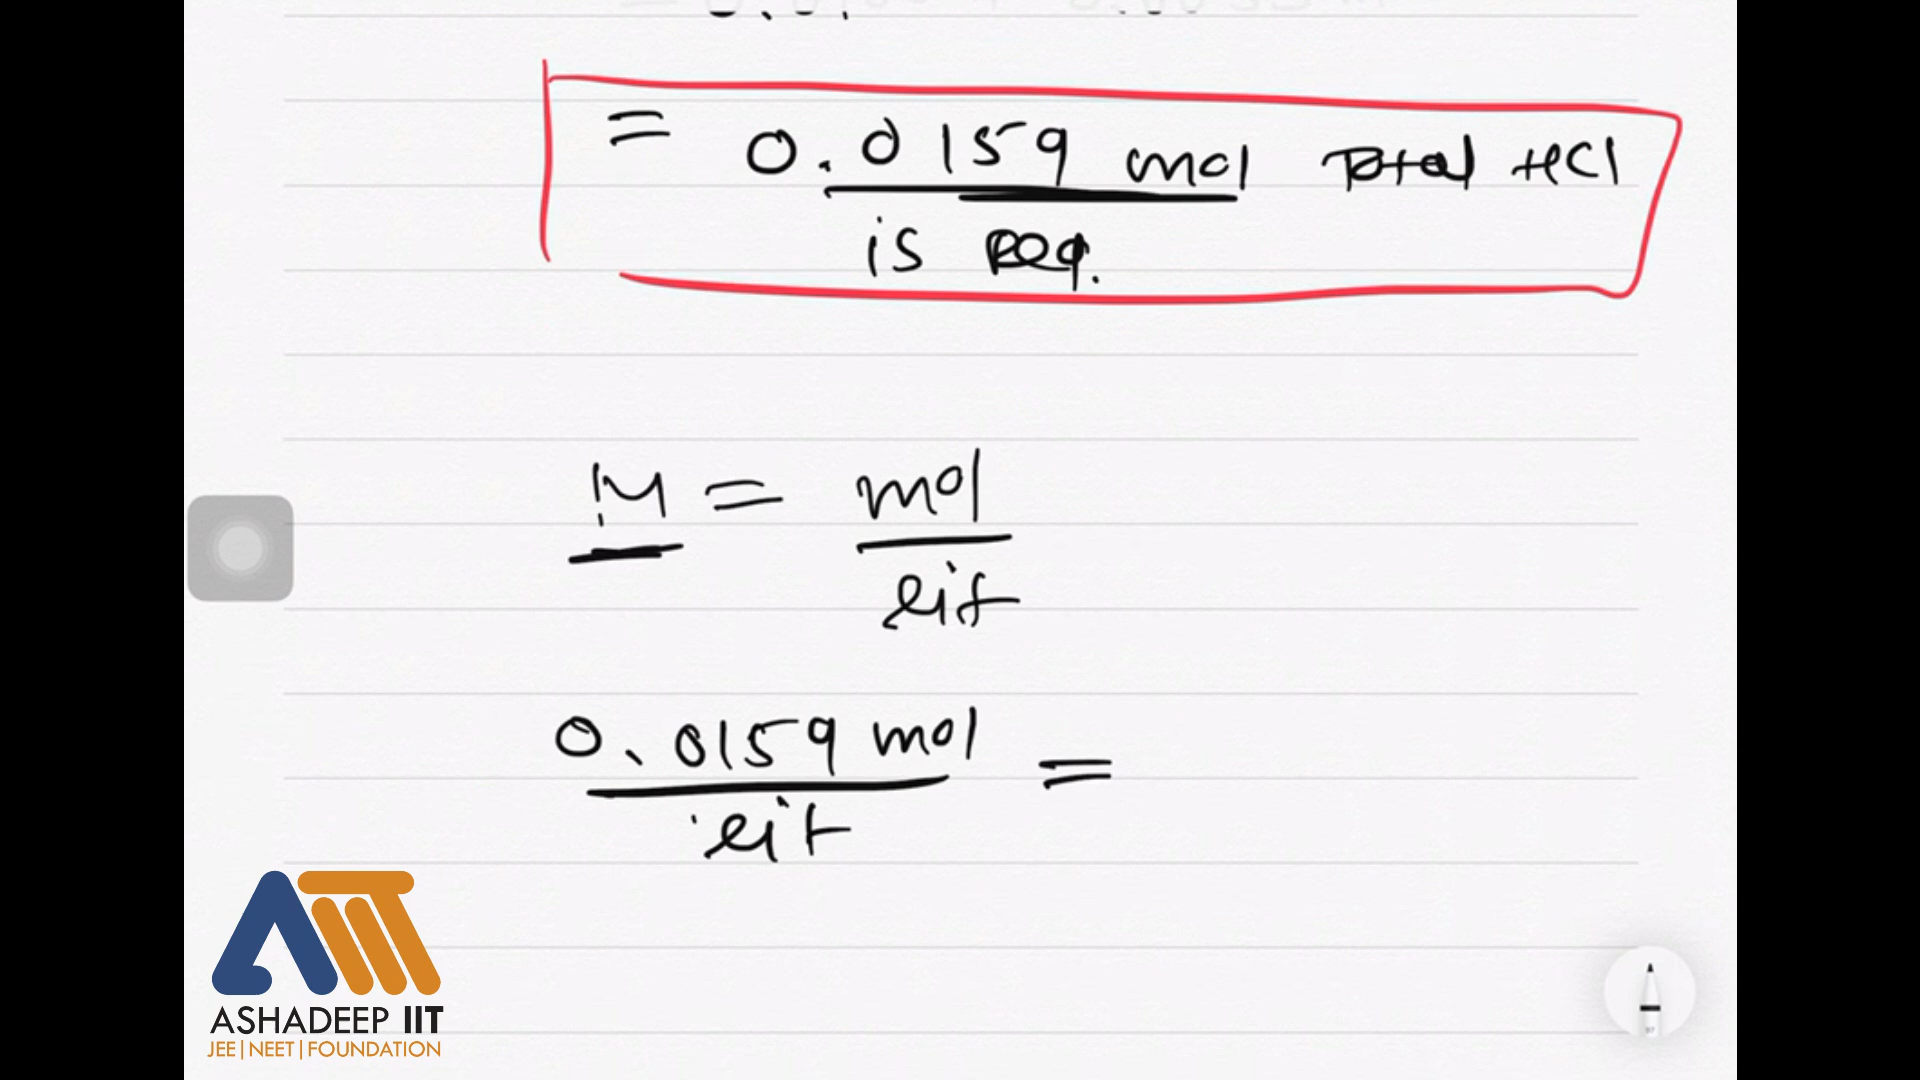 = 0.0159 mol Total HCl
is Req.
M = mol
lit
0.0159 mol =
lit
ASHADEEP IIT
JEE|NEET|FOUNDATION